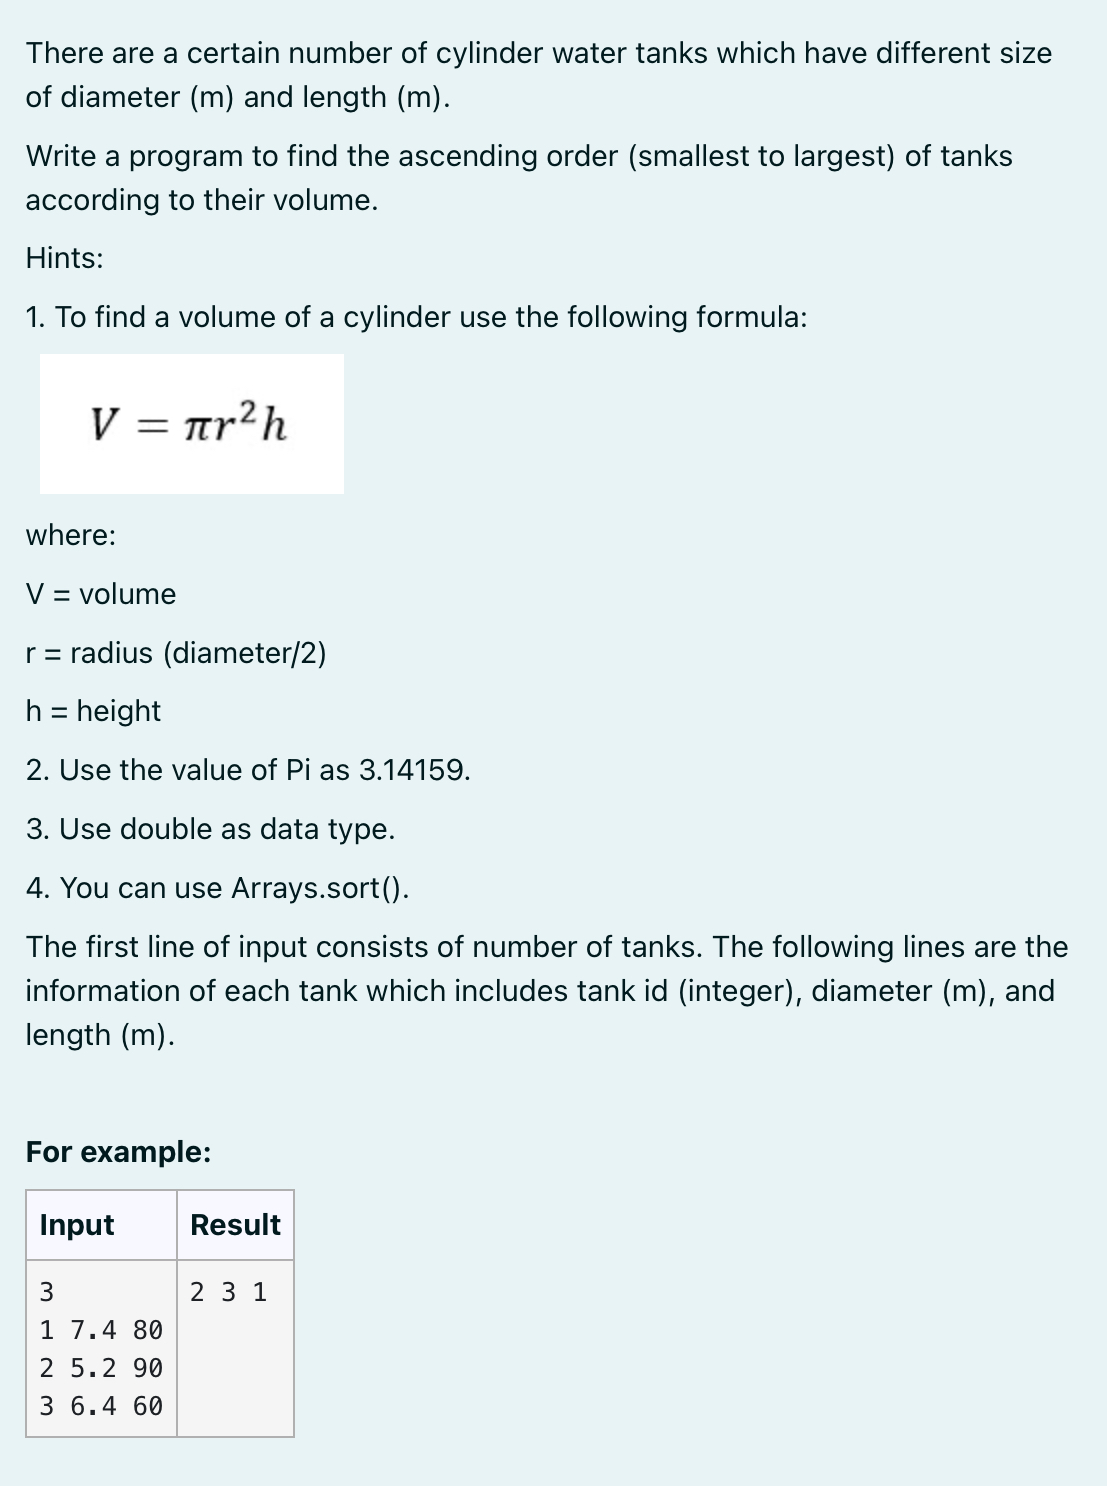 There are a certain number of cylinder water tanks which have different size
of diameter (m) and length (m).
Write a program to find the ascending order (smallest to largest) of tanks
according to their volume.
Hints:
1. To find a volume of a cylinder use the following formula:
V = πr²h
where:
V = volume
r = radius (diameter/2)
h = height
2. Use the value of Pi as 3.14159.
3. Use double as data type.
4. You can use Arrays.sort().
The first line of input consists of number of tanks. The following lines are the
information of each tank which includes tank id (integer), diameter (m), and
length (m).
For example:
Input Result
3 2 3 1
1 7.4 80
2 5.2 90
3 6.4 60